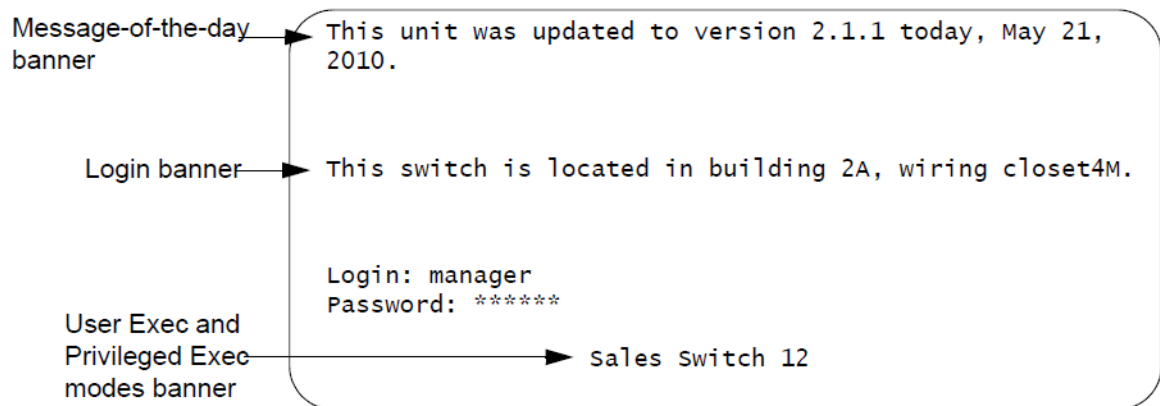 Message-of-the-day
banner
This unit was updated to version 2.1.1 today, May 21,
2010.
Login banner
This switch is located in building 2A, wiring closet4M.
Login: manager
Password: ******
User Exec and
Privileged Exec
modes banner
Sales Switch 12